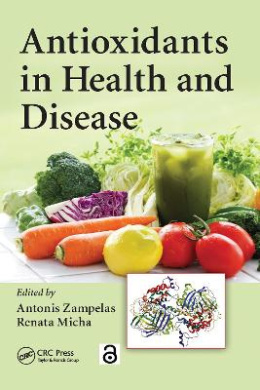 Antioxidants
in Health and
Disease
Edited by
Antonis Zampelas
Renata Micha
CRC Press
Taylor & Francis Group